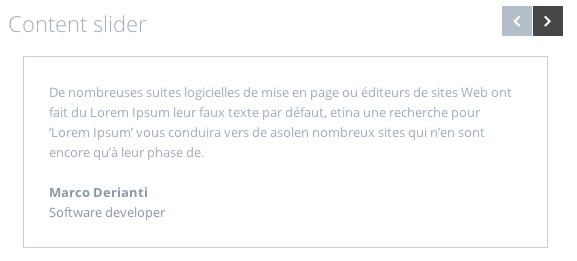 Content slider
De nombreuses suites logicielles de mise en page ou éditeurs de sites Web ont
fait du Lorem Ipsum leur faux texte par défaut, etina une recherche pour
‘Lorem Ipsum’ vous conduira vers de asolen nombreux sites qui n’en sont
encore qu’à leur phase de.
Marco Derianti
Software developer